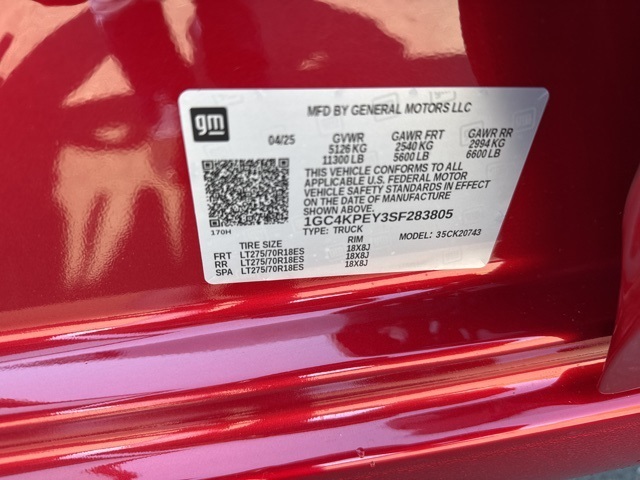 gm
MFD BY GENERAL MOTORS LLC
04/25 GVWR GAWR FRT GAWR RR
5126 KG 2540 KG 2994 KG
11300 LB 5600 LB 6600 LB
THIS VEHICLE CONFORMS TO ALL
APPLICABLE U.S. FEDERAL MOTOR
VEHICLE SAFETY STANDARDS IN EFFECT
ON THE DATE OF MANUFACTURE
SHOWN ABOVE.
1GC4KPEY3SF283805
170H TYPE: TRUCK MODEL: 35CK20743
TIRE SIZE RIM
FRT LT275/70R18ES 18X8J
RR LT275/70R18ES 18X8J
SPA LT275/70R18ES 18X8J